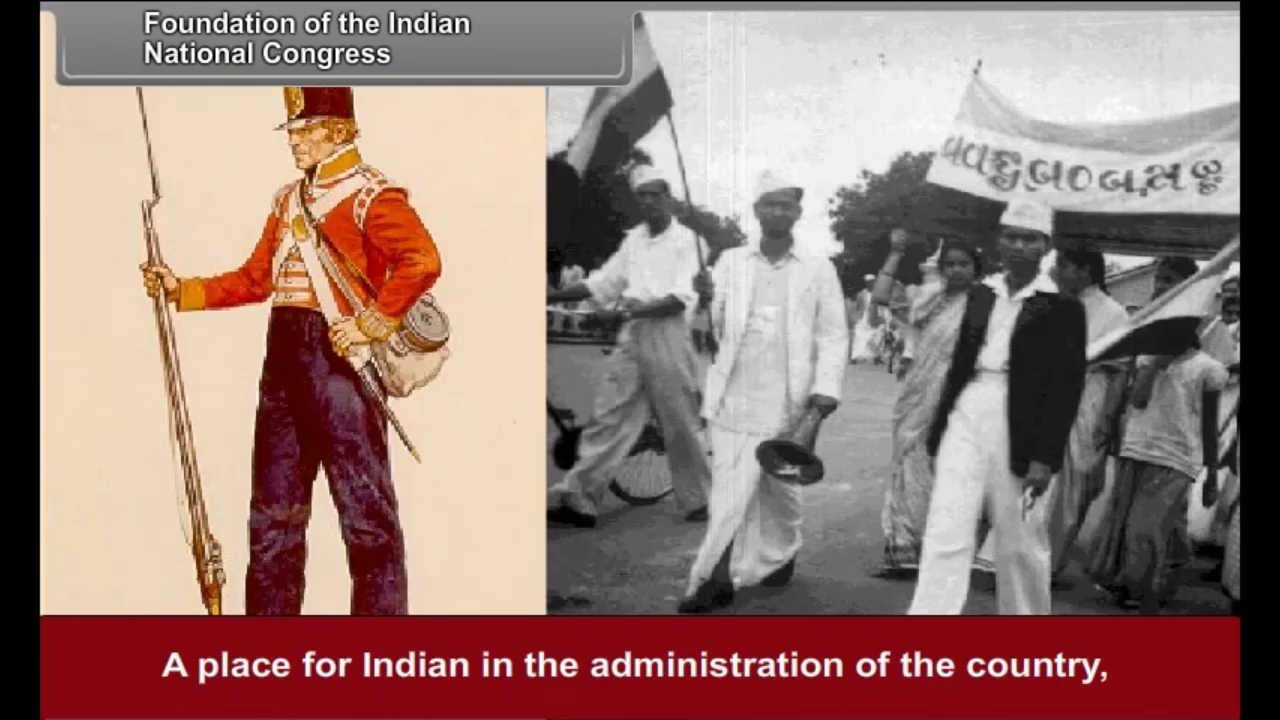 Foundation of the Indian
National Congress
A place for Indian in the administration of the country,